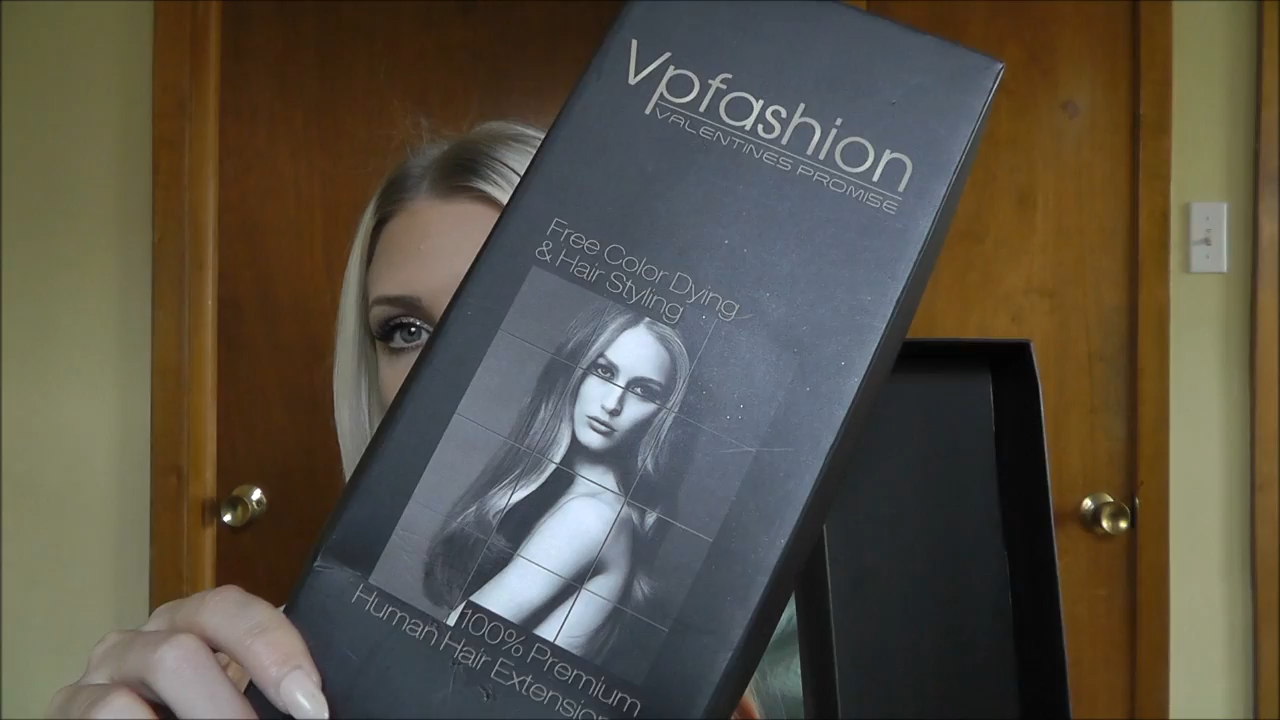 Vpfashion
VALENTINES PROMISE
Free Color Dying
& Hair Styling
100% Premium
Human Hair Extension